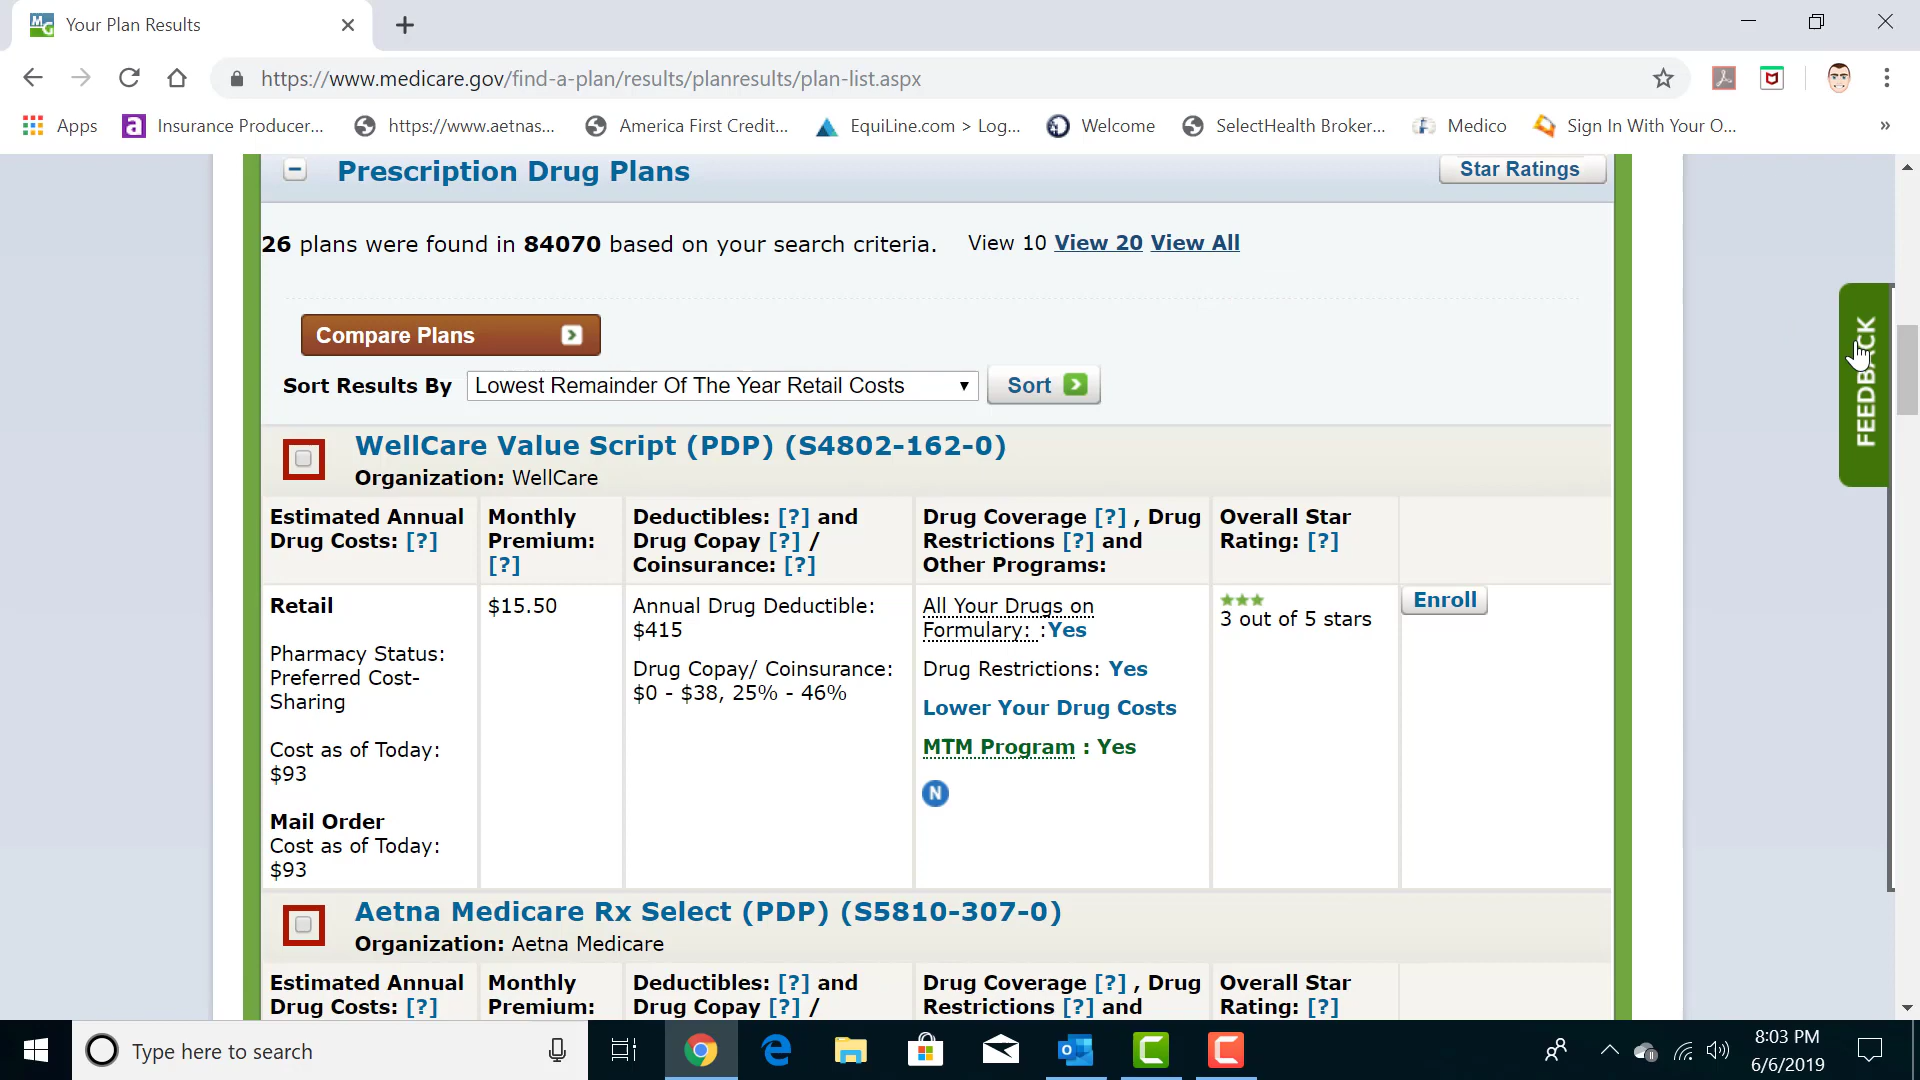 Your Plan Results
https://www.medicare.gov/find-a-plan/results/planresults/plan-list.aspx
Apps
a
Insurance Producer...
https://www.aetnas...
America First Credit...
EquiLine.com > Log...
Welcome
SelectHealth Broker...
Medico
Sign In With Your O...
»
Prescription Drug Plans
Star Ratings
26 plans were found in 84070 based on your search criteria. View 10 View 20 View All
Compare Plans
Sort Results By Lowest Remainder Of The Year Retail Costs Sort
FEEDBACK
WellCare Value Script (PDP) (S4802-162-0)
Organization: WellCare
Estimated Annual
Drug Costs: [?]
Monthly
Premium:
[?]
Deductibles: [?] and
Drug Copay [?] /
Coinsurance: [?]
Drug Coverage [?] , Drug
Restrictions [?] and
Other Programs:
Overall Star
Rating: [?]
Retail
Pharmacy Status:
Preferred Cost-
Sharing
Cost as of Today:
$93
Mail Order
Cost as of Today:
$93
$15.50
Annual Drug Deductible:
$415
Drug Copay/ Coinsurance:
$0 - $38, 25% - 46%
All Your Drugs on
Formulary: :Yes
Drug Restrictions: Yes
Lower Your Drug Costs
MTM Program : Yes
N
3 out of 5 stars
Enroll
Aetna Medicare Rx Select (PDP) (S5810-307-0)
Organization: Aetna Medicare
Estimated Annual
Drug Costs: [?]
Monthly
Premium:
Deductibles: [?] and
Drug Copay [?] /
Drug Coverage [?] , Drug
Restrictions [?] and
Overall Star
Rating: [?]
Type here to search
8:03 PM
6/6/2019